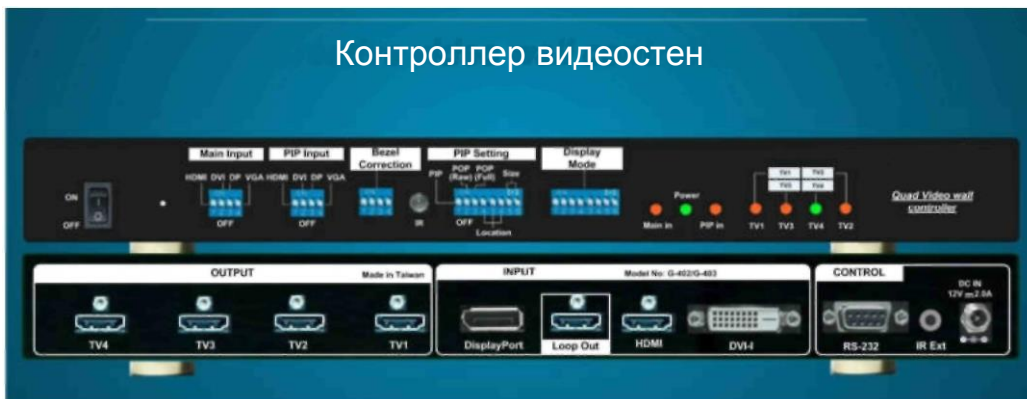 Контроллер видеостен
Main Input
PIP Input
Bezel
Correction
PIP Setting
Display
Mode
HDMI DVI DP VGA
HDMI DVI DP VGA
PIP
POP
(Raw)
POP
(Full)
Size
ON
OFF
OFF
OFF
IR
OFF
Location
Power
Main in
PIP in
TV1
TV2
TV3
TV4
TV1
TV3
TV4
TV2
Quad Video wall
controller
OUTPUT
Made in Taiwan
INPUT
Model No: G-402/G-403
CONTROL
DC IN
12V 2.0A
TV4
TV3
TV2
TV1
DisplayPort
Loop Out
HDMI
DVI-I
RS-232
IR Ext